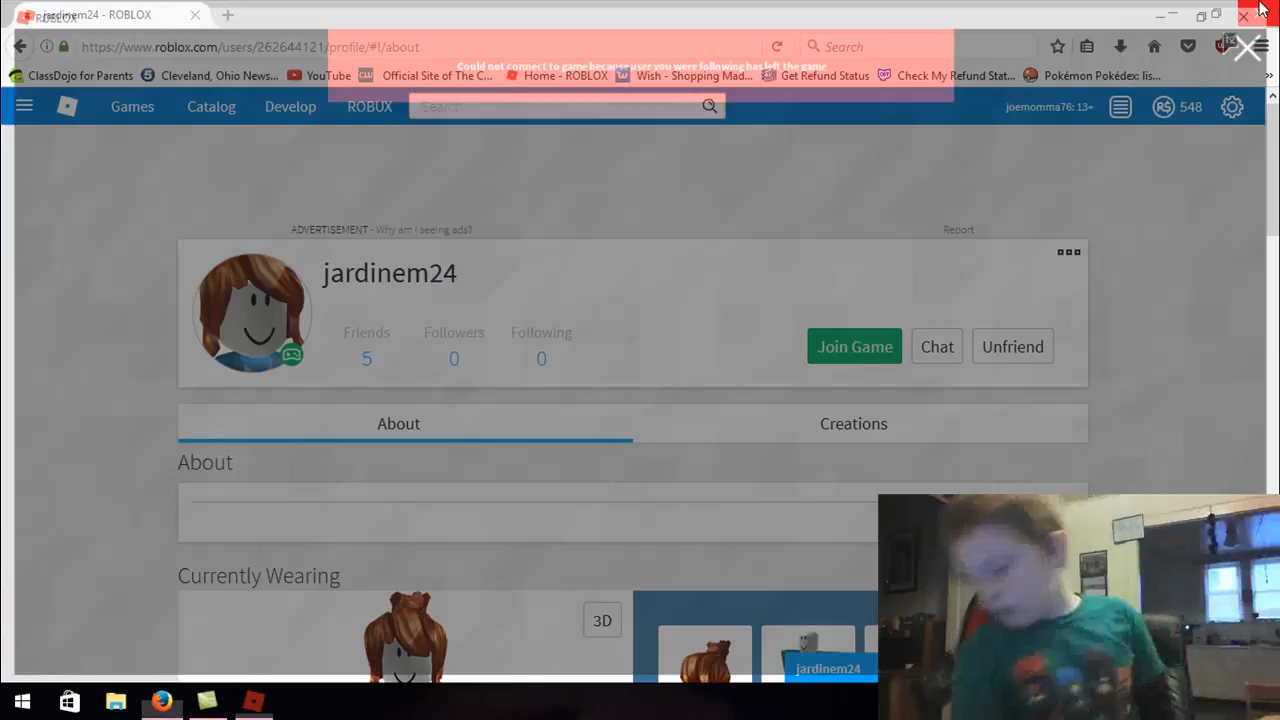 jardinem24 - ROBLOX
ROBLOX
https://www.roblox.com/users/262644121/profile/#!/about
Search
Could not connect to game because user you were following has left the game
ClassDojo for Parents
Cleveland, Ohio News...
YouTube
Official Site of The C...
Home - ROBLOX
Wish - Shopping Mad...
Get Refund Status
Check My Refund Stat...
Pokémon Pokédex: lis...
Games
Catalog
Develop
ROBUX
Search
joemomma76: 13+
R$ 548
ADVERTISEMENT - Why am I seeing ads?
Report
jardinem24
Friends
Followers
Following
5
0
0
Join Game
Chat
Unfriend
About
Creations
About
Currently Wearing
3D
jardinem24